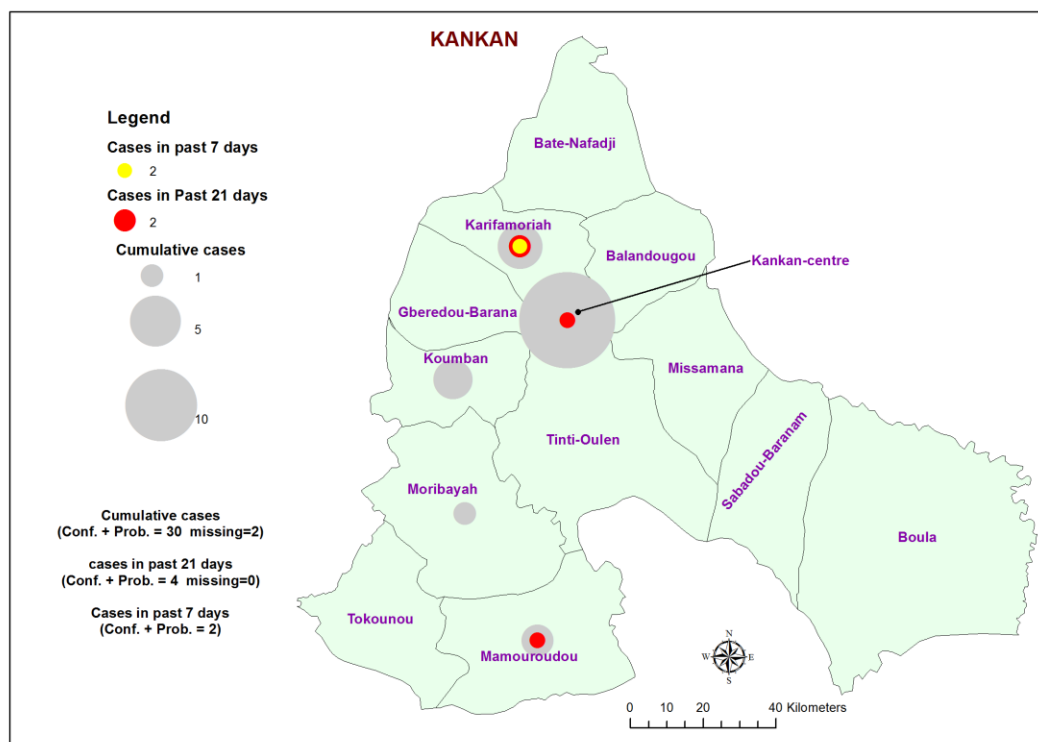 KANKAN
Legend
Cases in past 7 days
2
Cases in Past 21 days
2
Cumulative cases
1
5
10
Cumulative cases
(Conf. + Prob. = 30 missing=2)
cases in past 21 days
(Conf. + Prob. = 4 missing=0)
Cases in past 7 days
(Conf. + Prob. = 2)
Bate-Nafadji
Karifamoriah
Balandougou
Kankan-centre
Gberedou-Barana
Koumban
Missamana
Tinti-Oulen
Sabadou-Baranam
Moribayah
Boula
Tokounou
Mamouroudou
N
W E
S
0 10 20 40 Kilometers